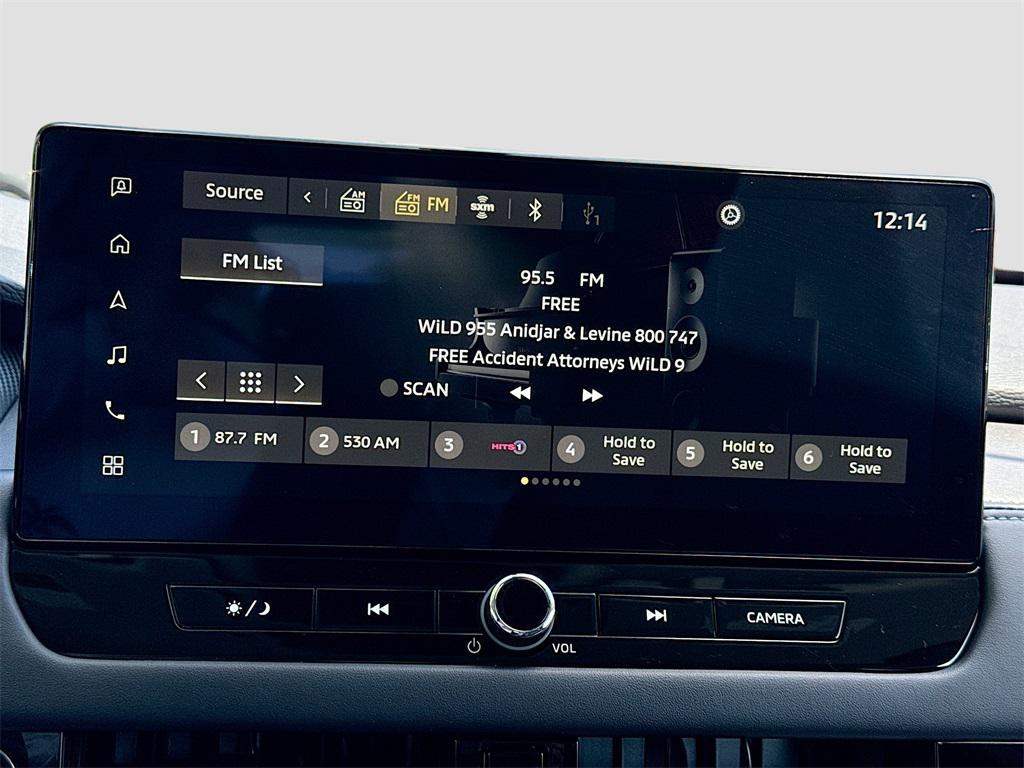 Source
AM
FM FM
sxm
1
12:14
FM List
95.5 FM
FREE
WiLD 955 Anidjar & Levine 800 747
FREE Accident Attorneys WiLD 9
SCAN
1 87.7 FM
2 530 AM
3 HITS1
4 Hold to
Save
5 Hold to
Save
6 Hold to
Save
VOL
CAMERA